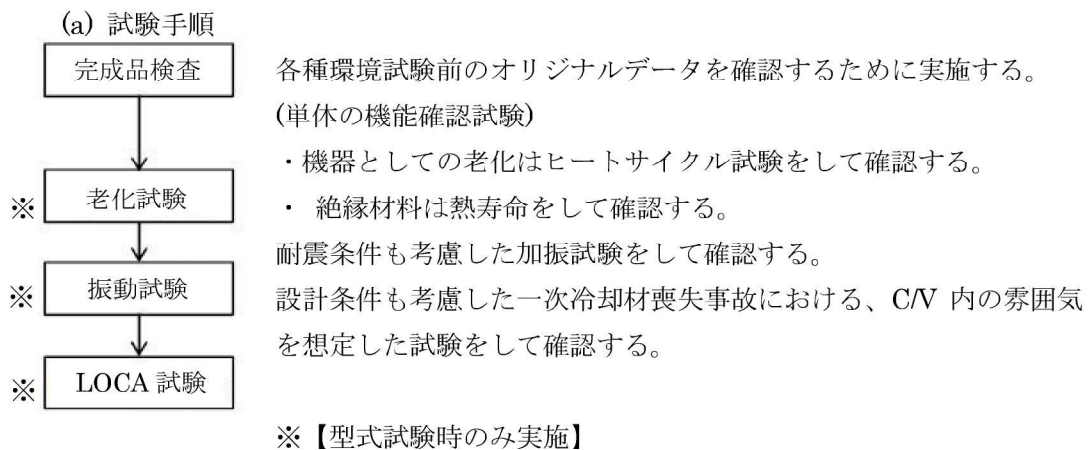 (a) 試験手順
完成品検査
各種環境試験前のオリジナルデータを確認するために実施する。
(単休の機能確認試験)
・機器としての老化はヒートサイクル試験をして確認する。
※ 老化試験
・ 絶縁材料は熱寿命をして確認する。
耐震条件も考慮した加振試験をして確認する。
※ 振動試験
設計条件も考慮した一次冷却材喪失事故における、C/V 内の雰囲気
を想定した試験をして確認する。
※ LOCA 試験
※【型式試験時のみ実施】